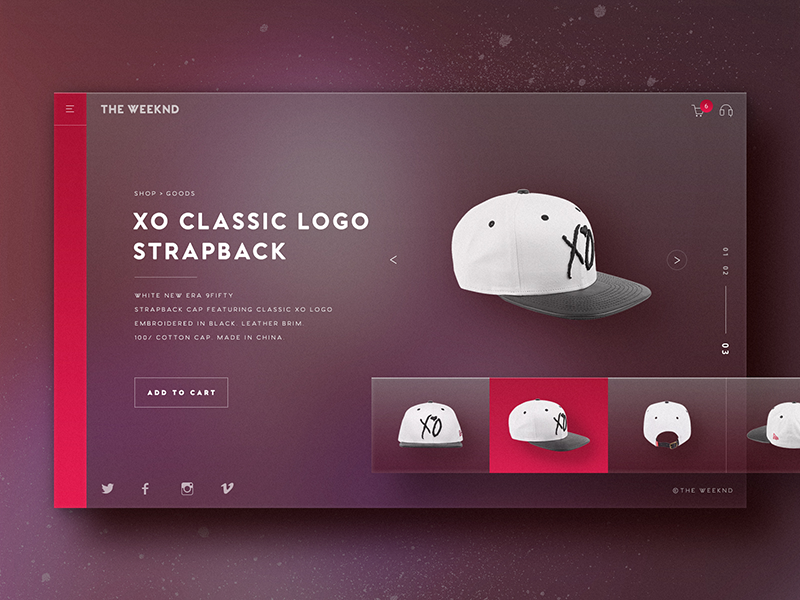 THE WEEKND
6
SHOP > GOODS
XO CLASSIC LOGO
STRAPBACK
WHITE NEW ERA 9FIFTY
STRAPBACK CAP FEATURING CLASSIC XO LOGO
EMBROIDERED IN BLACK. LEATHER BRIM.
100/ COTTON CAP. MADE IN CHINA
ADD TO CART
XO
<
>
01
02
03
XO
XO
©THE WEEKND